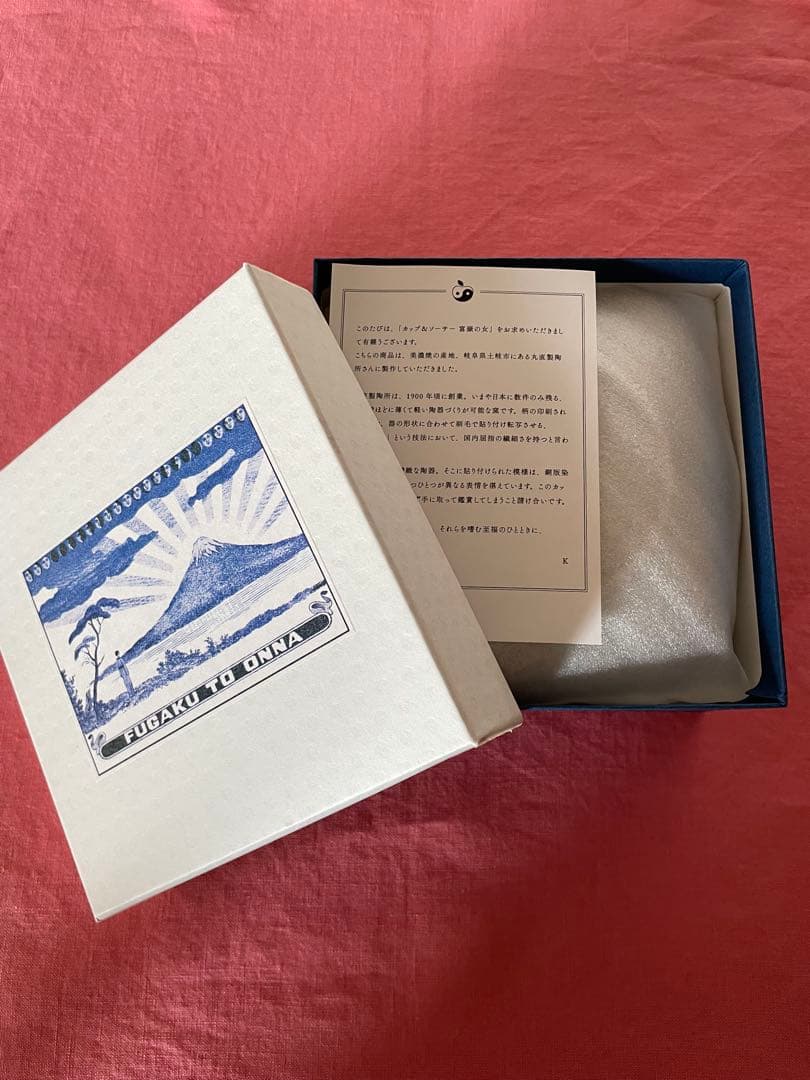 このたびは、「カップ&ソーサー 富嶽の女」をお求めいただきまし
て有難うございます。
こちらの商品は、美濃焼の産地、岐阜県土岐市にある丸直製陶
所さんに製作していただきました。
製陶所は、1900年頃に創業。いまや日本に数件のみ残る、
ほどに薄くて軽い陶器づくりが可能な窯です。柄の印刷され
、器の形状に合わせて刷毛で貼り付け転写させる、
という技法において、国内屈指の繊細さを持つと言わ
な陶器。そこに貼り付けられた模様は、銅版染
つひとつが異なる表情を湛えています。このカッ
手に取って鑑賞してしまうこと請け合いです。
それらを嗜む至福のひとときに、
K
FUGAKU TO ONNA